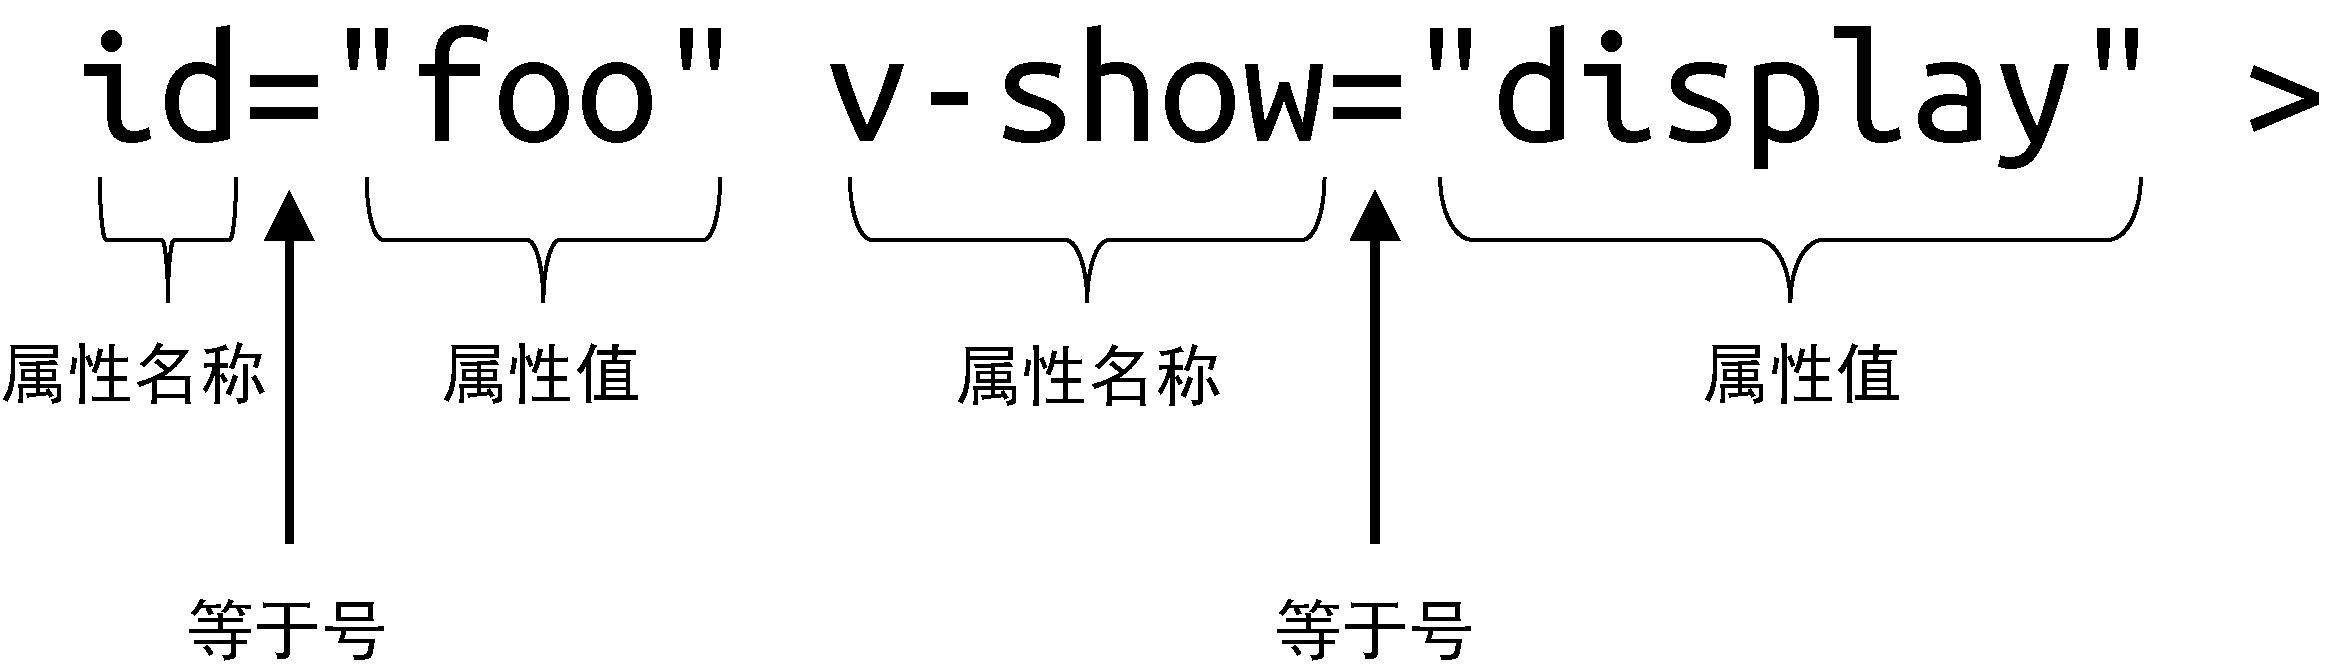 id="foo" v-show="display" >
属性名称 属性值 属性名称 属性值
等于号 等于号